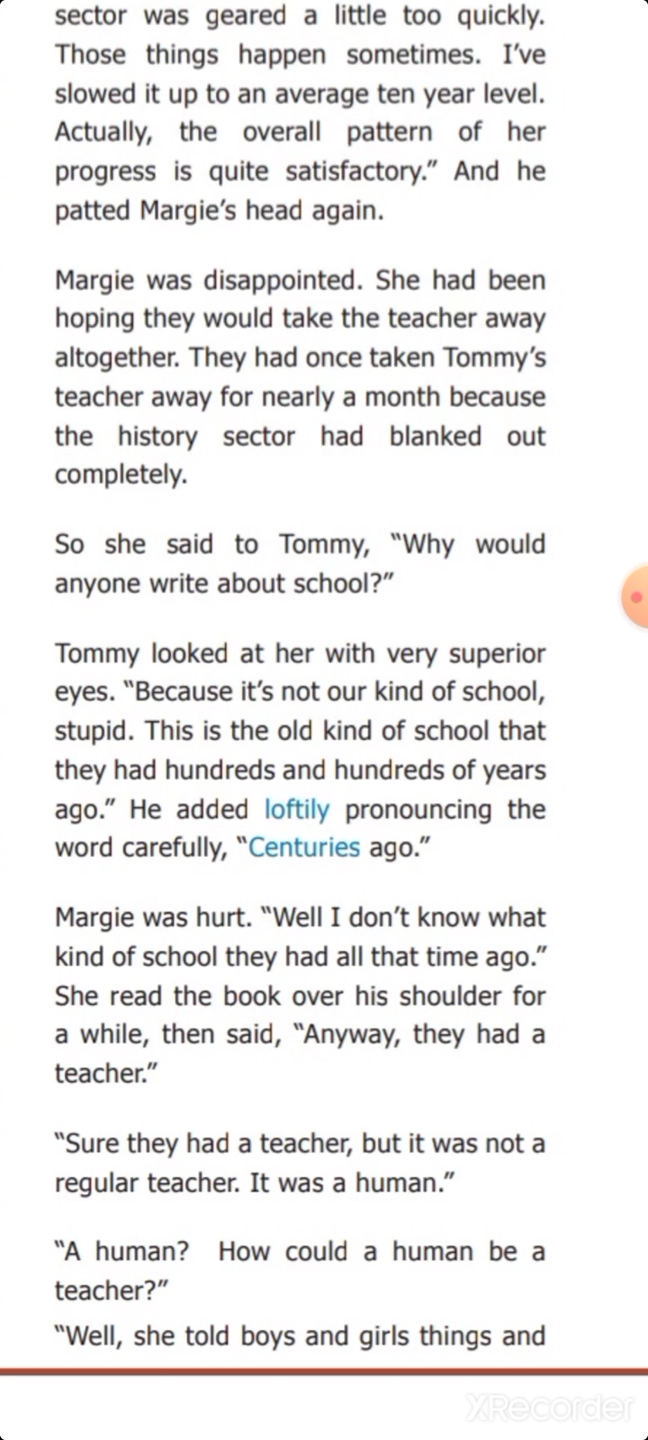 sector was geared a little too quickly.
Those things happen sometimes. I’ve
slowed it up to an average ten year level.
Actually, the overall pattern of her
progress is quite satisfactory.” And he
patted Margie’s head again.
Margie was disappointed. She had been
hoping they would take the teacher away
altogether. They had once taken Tommy’s
teacher away for nearly a month because
the history sector had blanked out
completely.
So she said to Tommy, “Why would
anyone write about school?”
Tommy looked at her with very superior
eyes. “Because it’s not our kind of school,
stupid. This is the old kind of school that
they had hundreds and hundreds of years
ago.” He added loftily pronouncing the
word carefully, “Centuries ago.”
Margie was hurt. “Well I don’t know what
kind of school they had all that time ago.”
She read the book over his shoulder for
a while, then said, “Anyway, they had a
teacher.”
“Sure they had a teacher, but it was not a
regular teacher. It was a human.”
“A human? How could a human be a
teacher?”
“Well, she told boys and girls things and
XRecorder